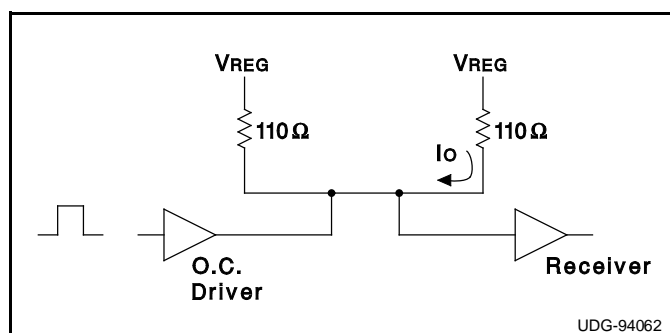 VREG
VREG
110Ω
110Ω
Io
O.C.
Driver
Receiver
UDG-94062